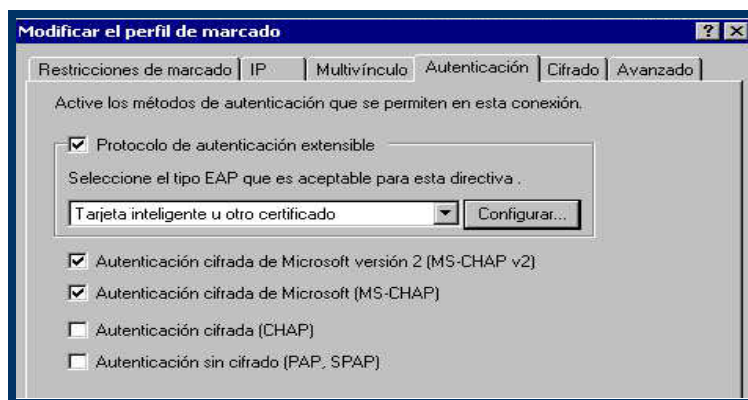 Modificar el perfil de marcado
Restricciones de marcado IP Multivínculo Autenticación Cifrado Avanzado
Active los métodos de autenticación que se permiten en esta conexión.
Protocolo de autenticación extensible
Seleccione el tipo EAP que es aceptable para esta directiva .
Tarjeta inteligente u otro certificado Configurar...
Autenticación cifrada de Microsoft versión 2 (MS-CHAP v2)
Autenticación cifrada de Microsoft (MS-CHAP)
Autenticación cifrada (CHAP)
Autenticación sin cifrado (PAP, SPAP)